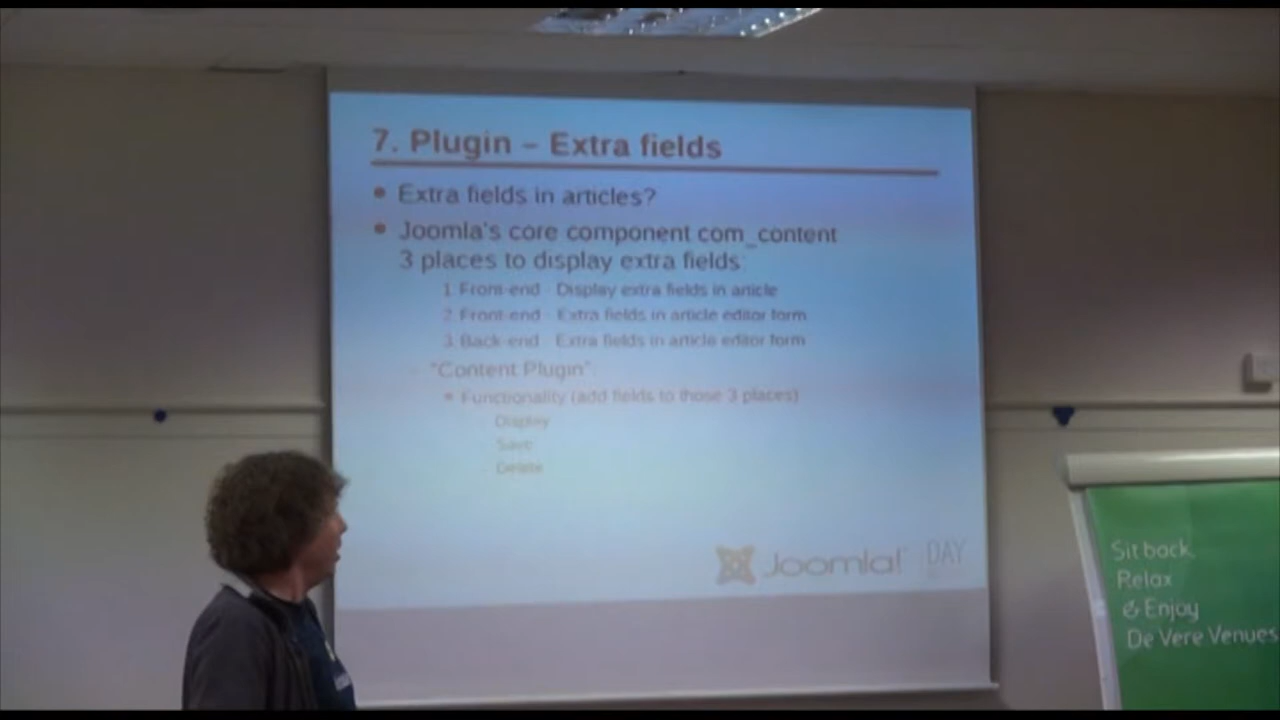 7. Plugin – Extra fields
• Extra fields in articles?
• Joomla's core component com_content
3 places to display extra fields:
1. Front-end - Display extra fields in article
2. Front-end - Extra fields in article editor form
3. Back-end - Extra fields in article editor form
"Content Plugin":
• Functionality (add fields to those 3 places)
- Display
- Save
- Delete
Joomla! DAY
Sit back
Relax
& Enjoy
De Vere Venues